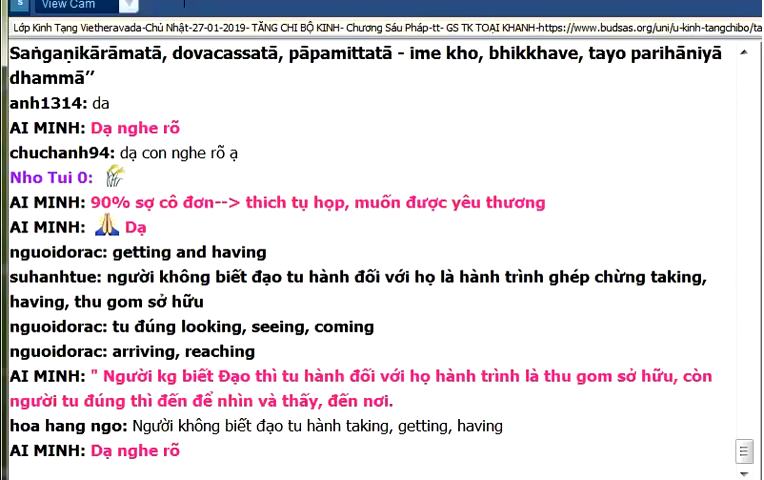 View Cam
Lớp Kinh Tạng Vietheravada-Chủ Nhật-27-01-2019- TĂNG CHI BỘ KINH- Chương Sáu Pháp-tt- GS TK TOẠI KHANH-https://www.budsas.org/uni/u-kinh-tangchibo/ta
Saṅgaṇikārāmatā, dovacassatā, pāpamittatā - ime kho, bhikkhave, tayo parihāniyā
dhammā’’
anh1314: da
AI MINH: Dạ nghe rõ
chuchanh94: dạ con nghe rõ ạ
Nho Tui 0:
AI MINH: 90% sợ cô đơn--> thich tụ họp, muốn được yêu thương
AI MINH: Dạ
nguoidorac: getting and having
suhanhtue: người không biết đạo tu hành đối với họ là hành trình ghép chừng taking,
having, thu gom sở hữu
nguoidorac: tu đúng looking, seeing, coming
nguoidorac: arriving, reaching
AI MINH: " Người kg biết Đạo thì tu hành đối với họ hành trình là thu gom sở hữu, còn
người tu đúng thì đến để nhìn và thấy, đến nơi.
hoa hang ngo: Người không biết đạo tu hành taking, getting, having
AI MINH: Dạ nghe rõ